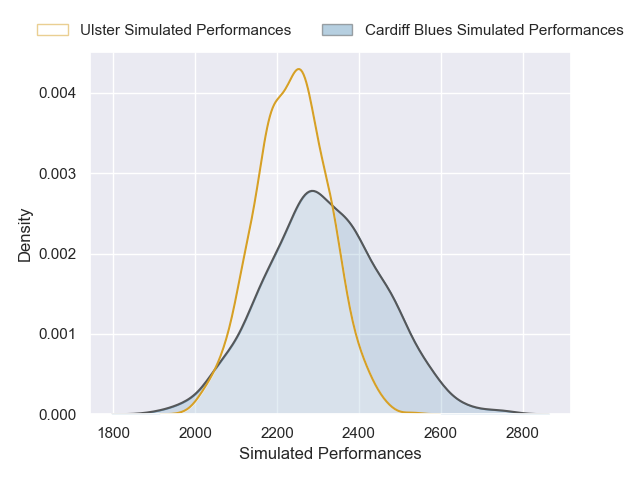 Ulster Simulated Performances Cardiff Blues Simulated Performances
0.004
0.003
0.002
0.001
0.000
Density
1800 2000 2200 2400 2600 2800
Simulated Performances